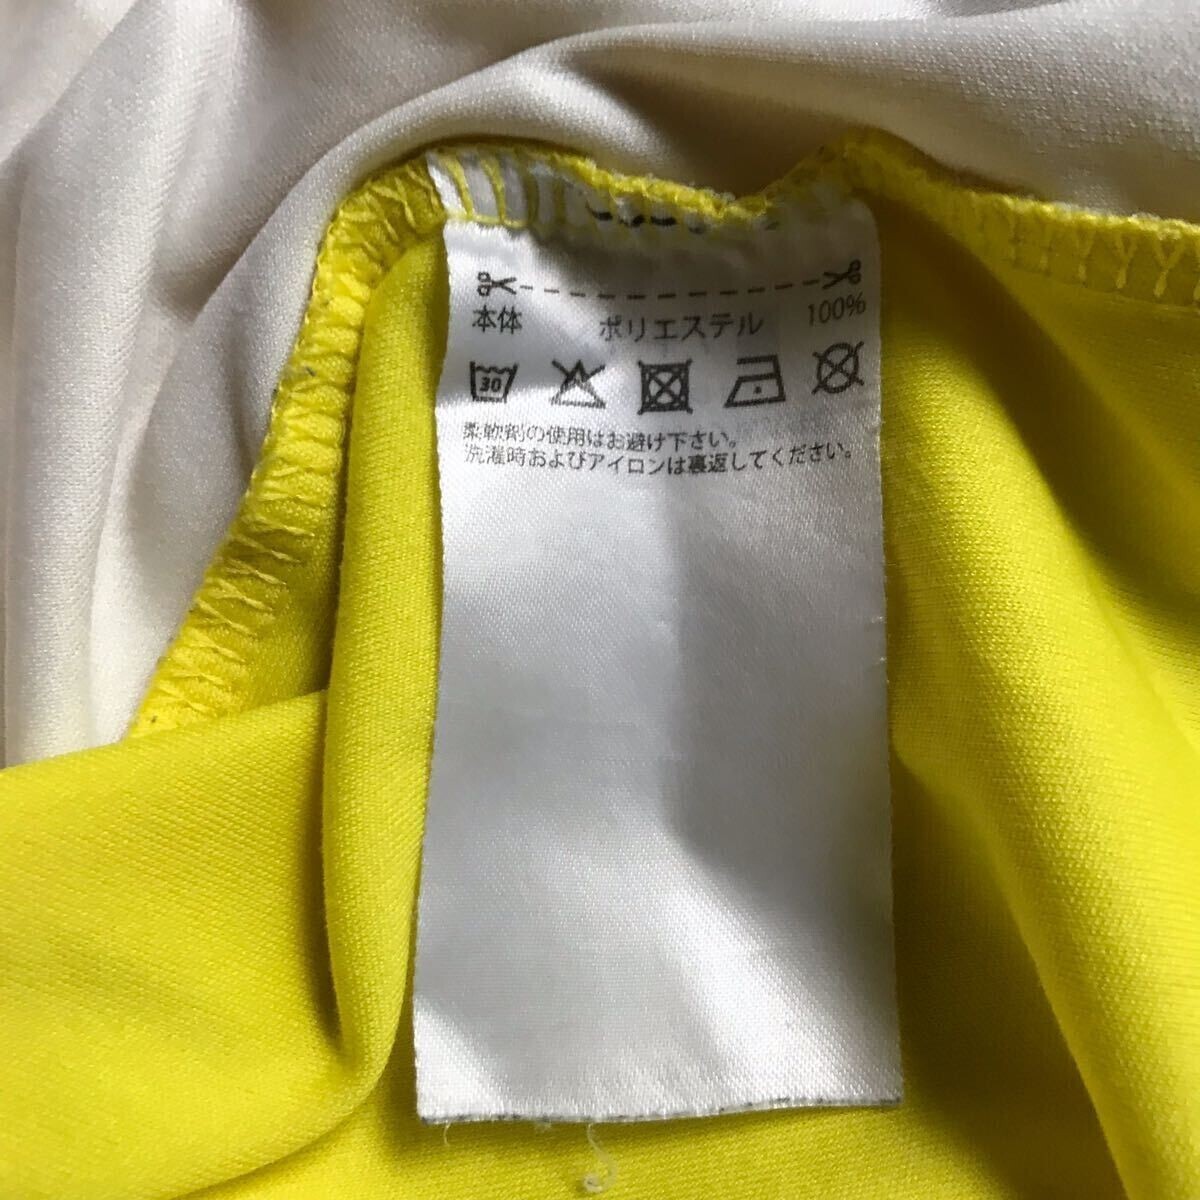 本体 ポリエステル 100%
30
柔軟剤の使用はお避け下さい。
洗濯時およびアイロンは裏返してください。